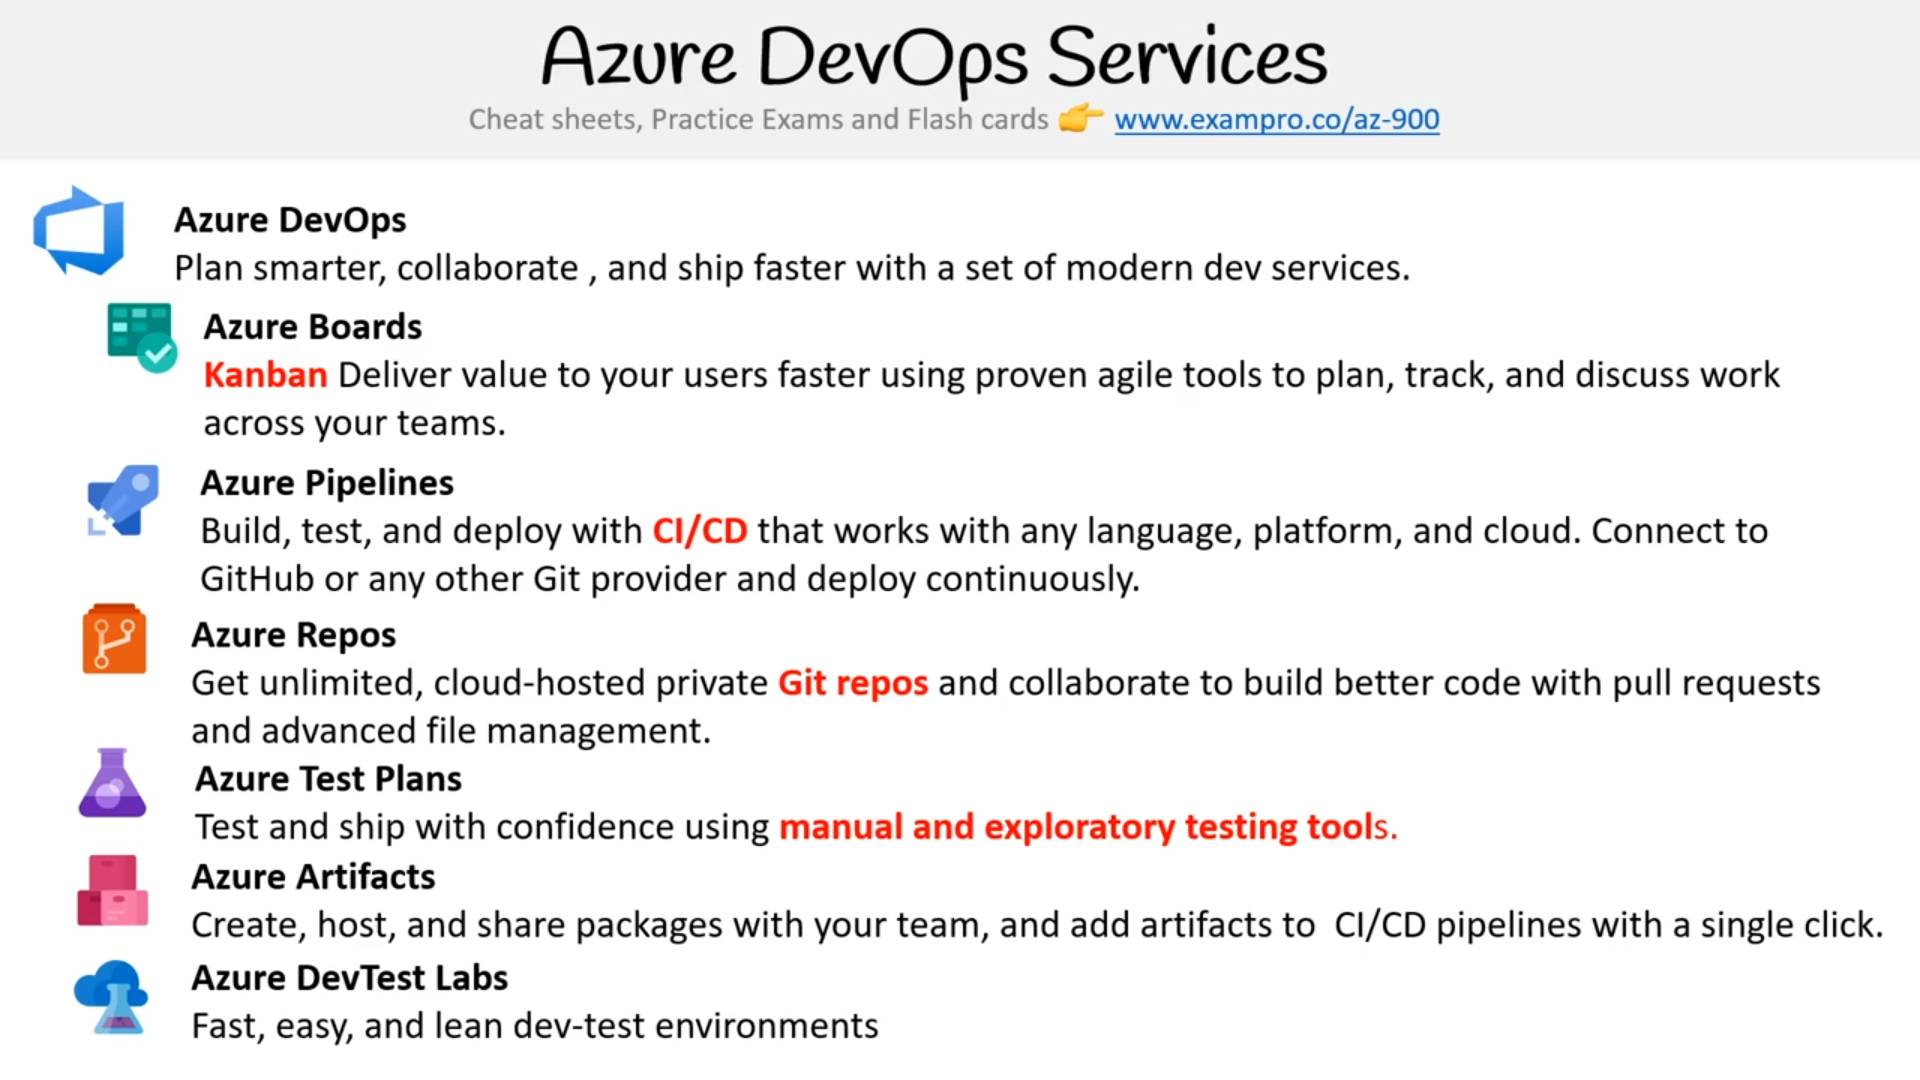 Azure DevOps Services
Cheat sheets, Practice Exams and Flash cards 👉 www.exampro.co/az-900
Azure DevOps
Plan smarter, collaborate , and ship faster with a set of modern dev services.
Azure Boards
Kanban Deliver value to your users faster using proven agile tools to plan, track, and discuss work
across your teams.
Azure Pipelines
Build, test, and deploy with CI/CD that works with any language, platform, and cloud. Connect to
GitHub or any other Git provider and deploy continuously.
Azure Repos
Get unlimited, cloud-hosted private Git repos and collaborate to build better code with pull requests
and advanced file management.
Azure Test Plans
Test and ship with confidence using manual and exploratory testing tools.
Azure Artifacts
Create, host, and share packages with your team, and add artifacts to  CI/CD pipelines with a single click.
Azure DevTest Labs
Fast, easy, and lean dev-test environments